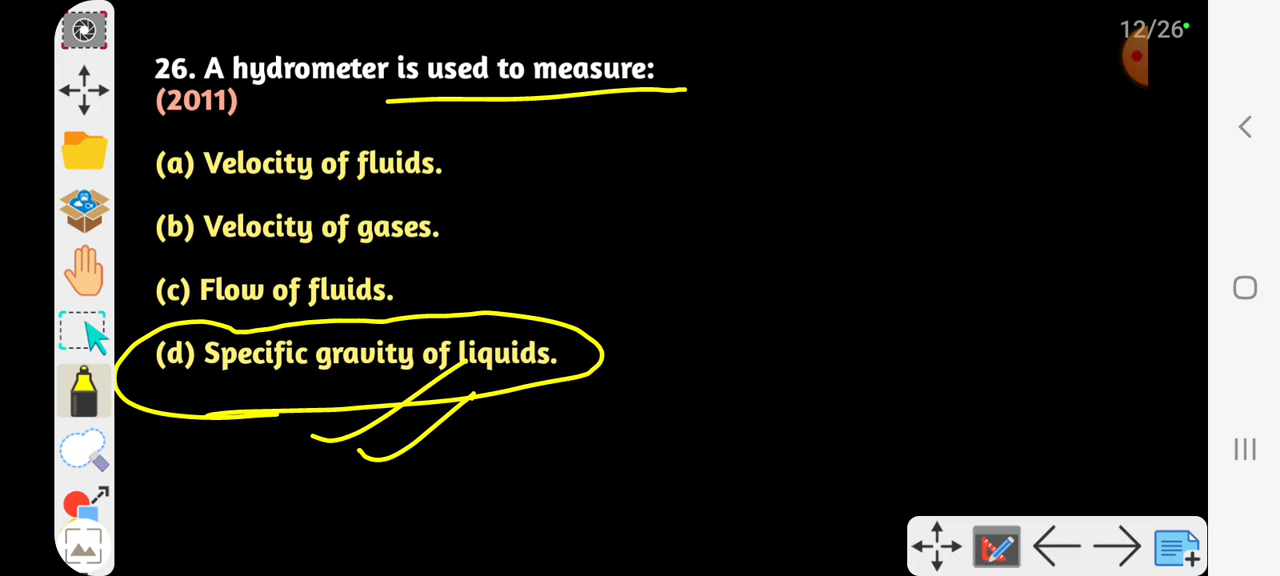 12/26
26. A hydrometer is used to measure:
(2011)
(a) Velocity of fluids.
(b) Velocity of gases.
(c) Flow of fluids.
(d) Specific gravity of liquids.